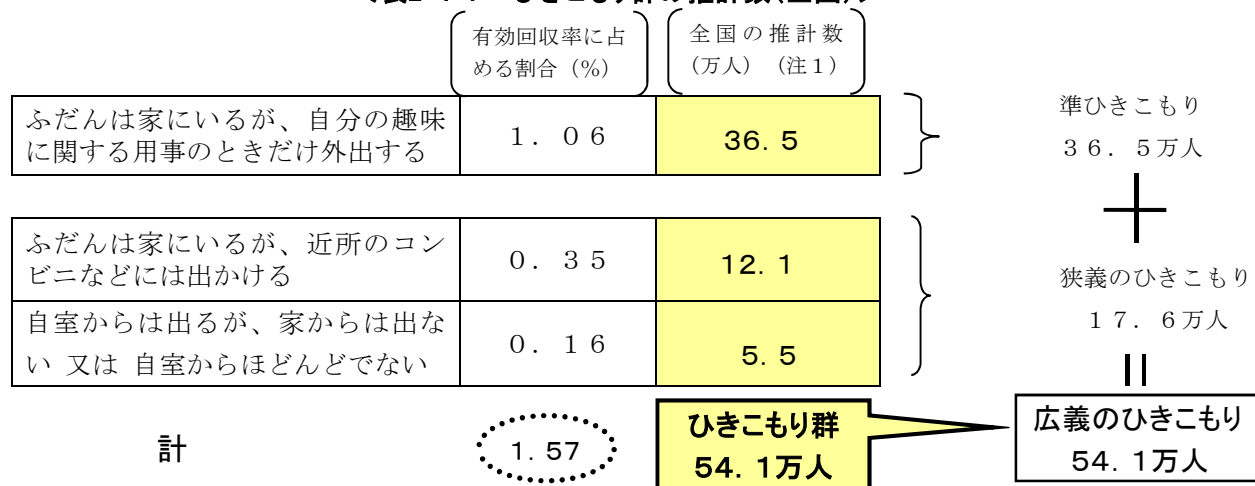 有効回収率に占
める割合（%）
全国の推計数
（万人）（注１）
ふだんは家にいるが、自分の趣味
に関する用事のときだけ外出する
１．０６
36.5
準ひきこもり
３６．５万人
＋
ふだんは家にいるが、近所のコン
ビニなどには出かける
０．３５
12.1
自室からは出るが、家からは出な
い 又は 自室からほどんどでない
０．１６
5.5
狭義のひきこもり
１７．６万人
＝
計
1.57
ひきこもり群
54.1万人
広義のひきこもり
54.1万人